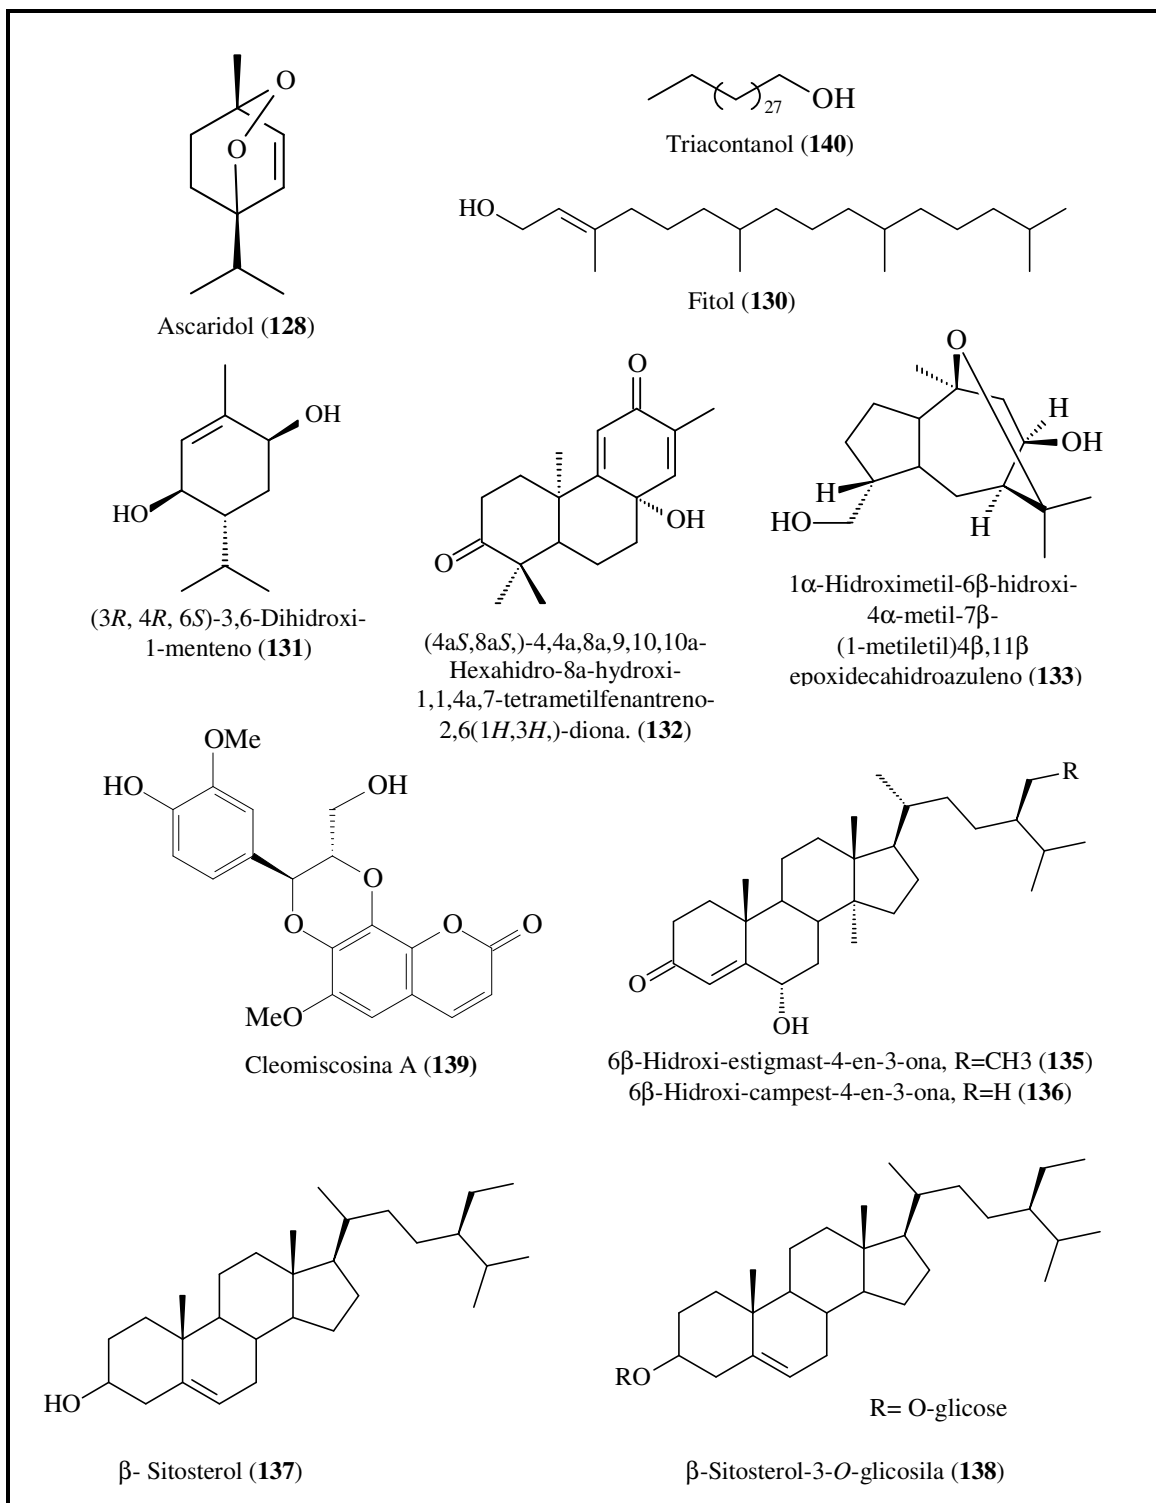 O
O
Ascaridol (128)
27 OH
Triacontanol (140)
HO
Fitol (130)
OH
HO
(3R, 4R, 6S)-3,6-Dihidroxi-
1-menteno (131)
O
O
OH
(4aS,8aS,)-4,4a,8a,9,10,10a-
Hexahidro-8a-hydroxi-
1,1,4a,7-tetrametilfenantreno-
2,6(1H,3H,)-diona. (132)
O
H
OH
H
HO
H
1α-Hidroximetil-6β-hidroxi-
4α-metil-7β-
(1-metiletil)4β,11β
epoxidecahidroazuleno (133)
OMe
HO
OH
O
O
O
O
MeO
Cleomiscosina A (139)
R
O
OH
6β-Hidroxi-estigmast-4-en-3-ona, R=CH3 (135)
6β-Hidroxi-campest-4-en-3-ona, R=H (136)
HO
β- Sitosterol (137)
RO
R= O-glicose
β-Sitosterol-3-O-glicosila (138)